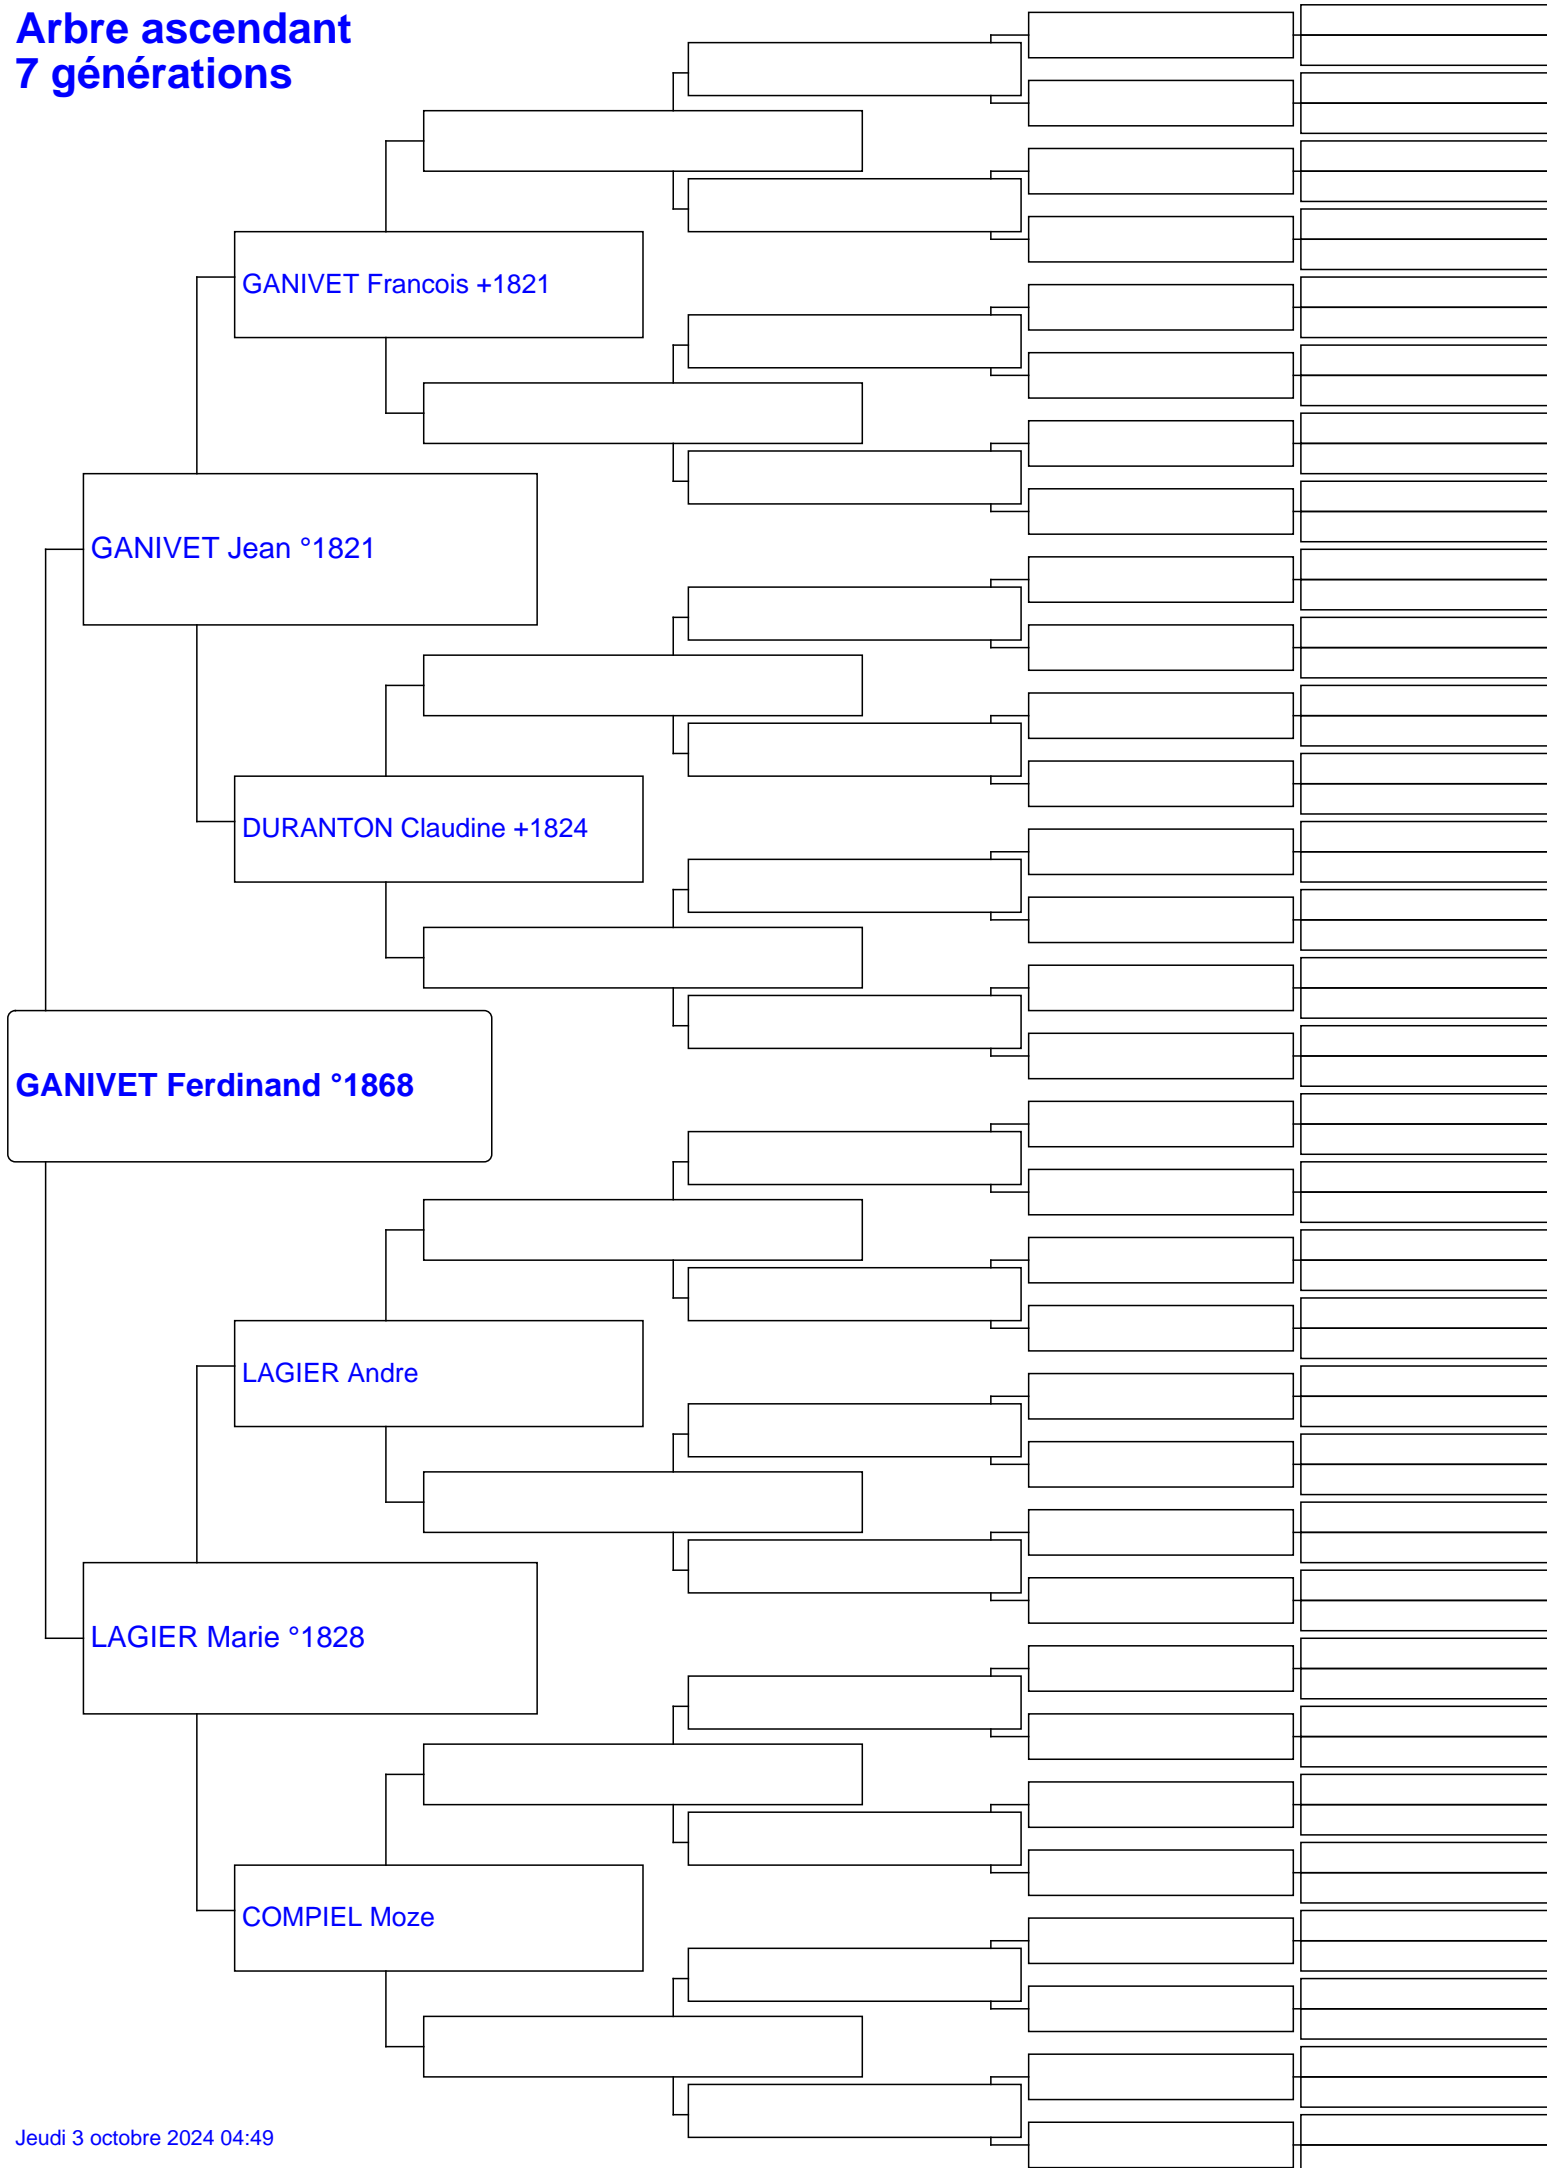 Arbre ascendant
7 générations
GANIVET Francois +1821
GANIVET Jean °1821
DURANTON Claudine +1824
GANIVET Ferdinand °1868
LAGIER Andre
LAGIER Marie °1828
COMPIEL Moze
Jeudi 3 octobre 2024 04:49